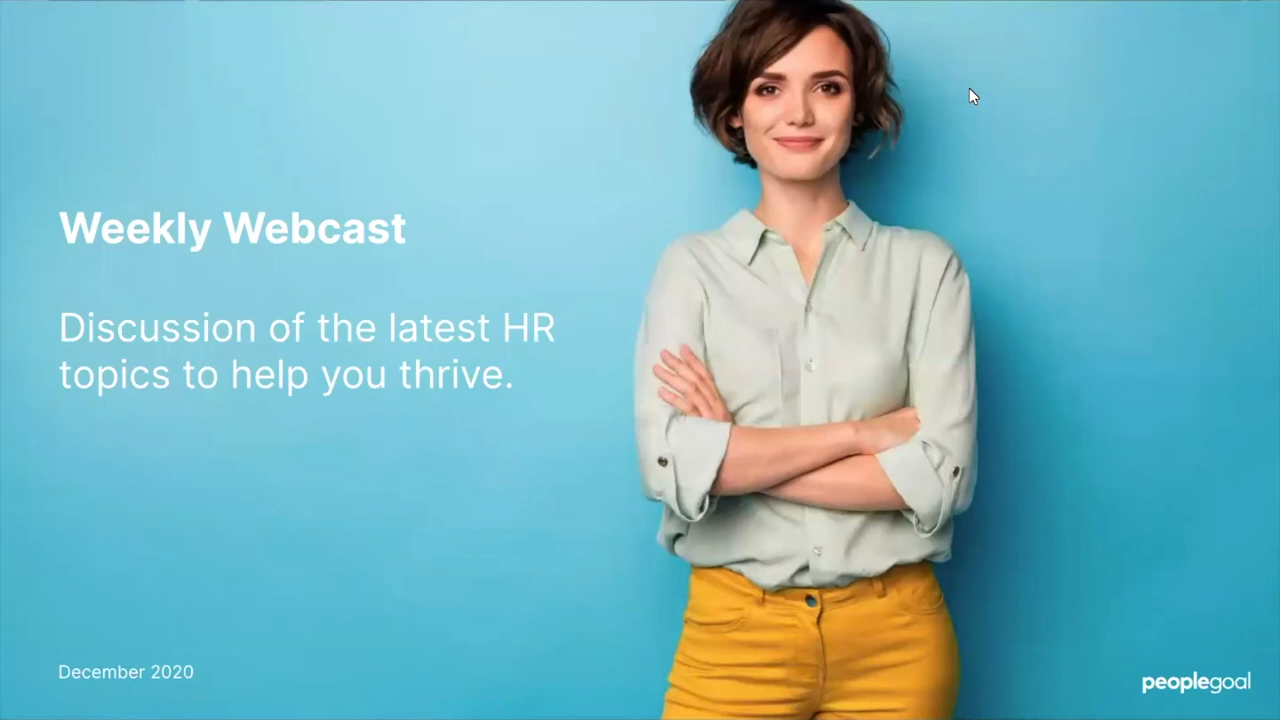 Weekly Webcast
Discussion of the latest HR
topics to help you thrive.
December 2020
peoplegoal